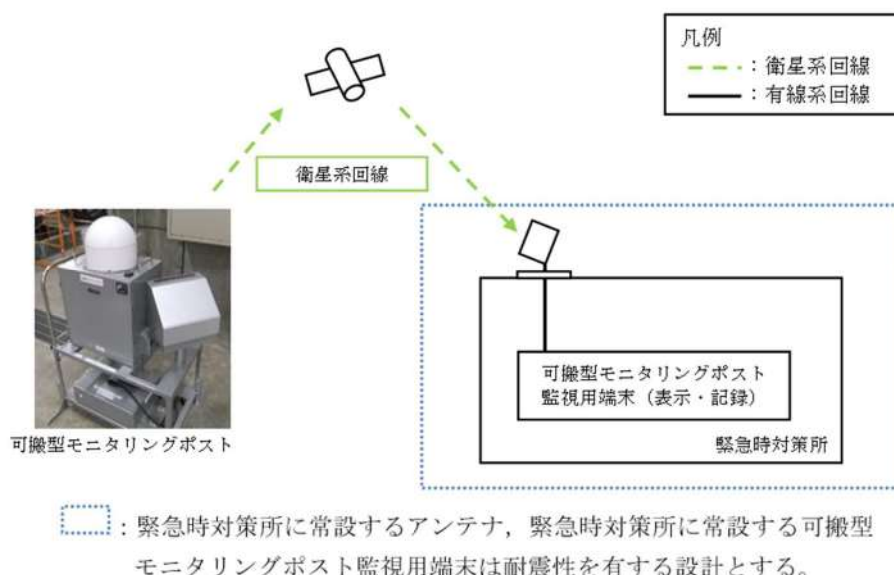 凡例
：衛星系回線
：有線系回線
衛星系回線
可搬型モニタリングポスト
監視用端末（表示・記録）
緊急時対策所
可搬型モニタリングポスト
：緊急時対策所に常設するアンテナ，緊急時対策所に常設する可搬型
モニタリングポスト監視用端末は耐震性を有する設計とする。